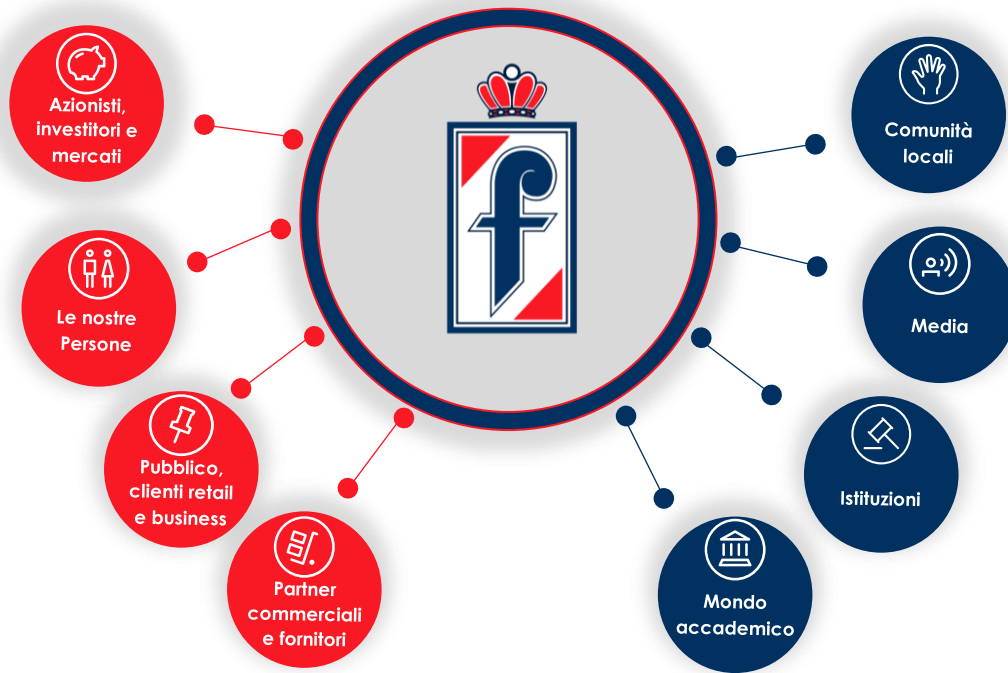 Azionisti,
investitori e
mercati
Le nostre
Persone
Pubblico,
clienti retail
e business
Partner
commerciali
e fornitori
f
Comunità
locali
Media
Istituzioni
Mondo
accademico